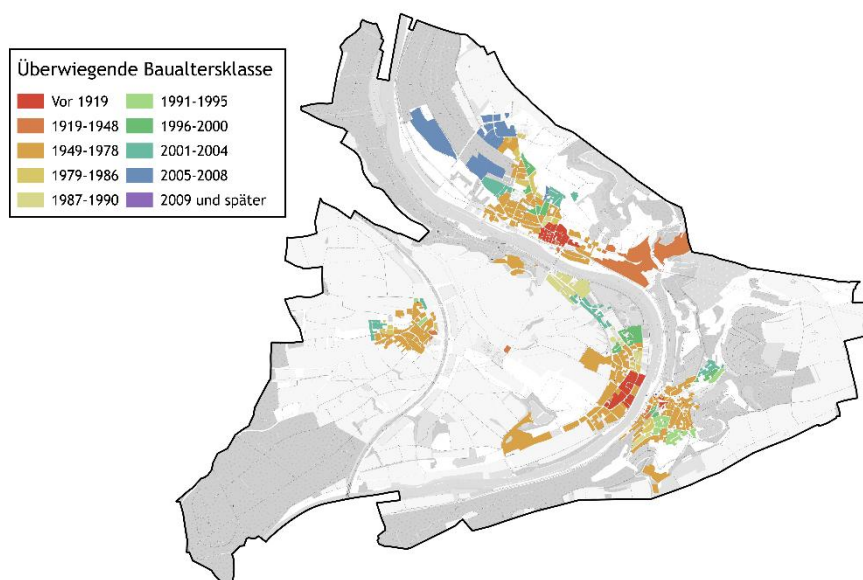 Überwiegende Baualtersklasse
Vor 1919
1919-1948
1949-1978
1979-1986
1987-1990
1991-1995
1996-2000
2001-2004
2005-2008
2009 und später